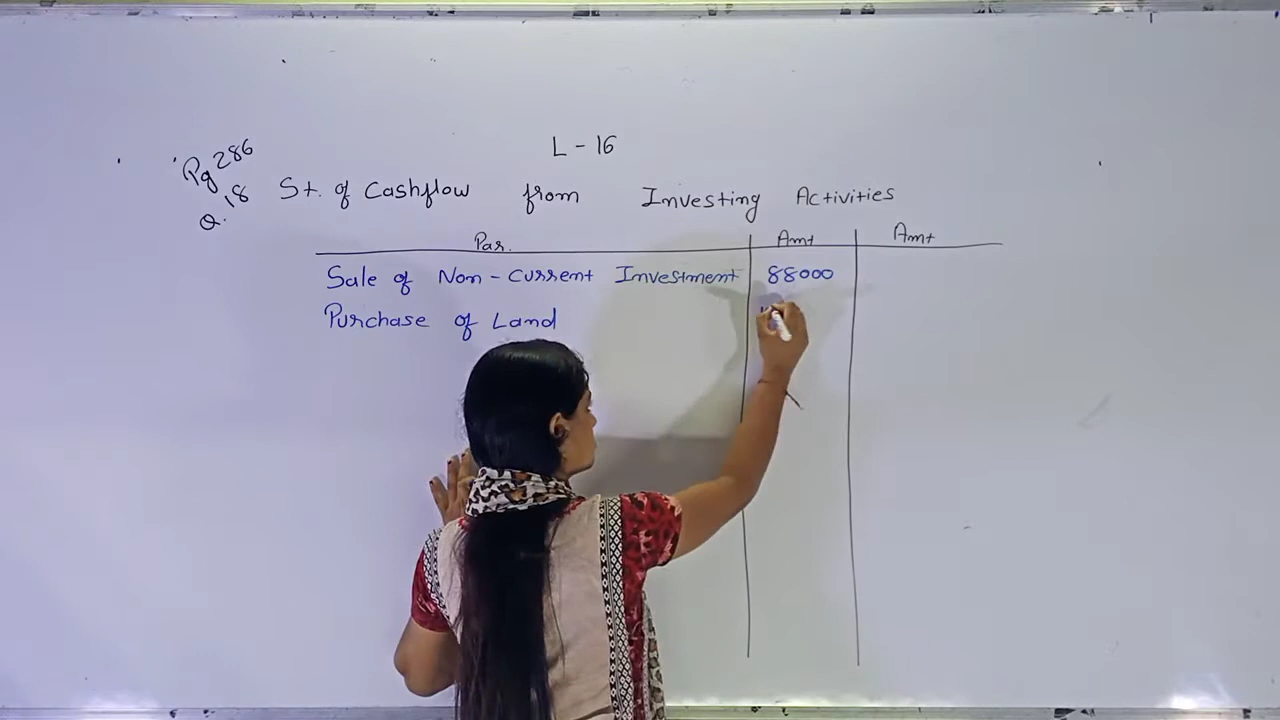 L - 16
Pg 286
Q. 18
St. of Cashflow from Investing Activities
Par. Amt Amt
Sale of Non - Current Investment 88000
Purchase of Land